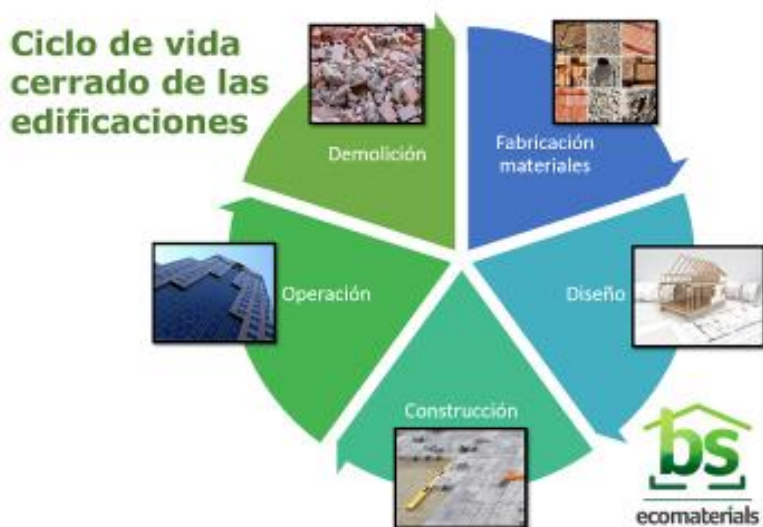 Ciclo de vida
cerrado de las
edificaciones
Demolición
Fabricación
materiales
Operación
Diseño
Construcción
bs
ecomaterials